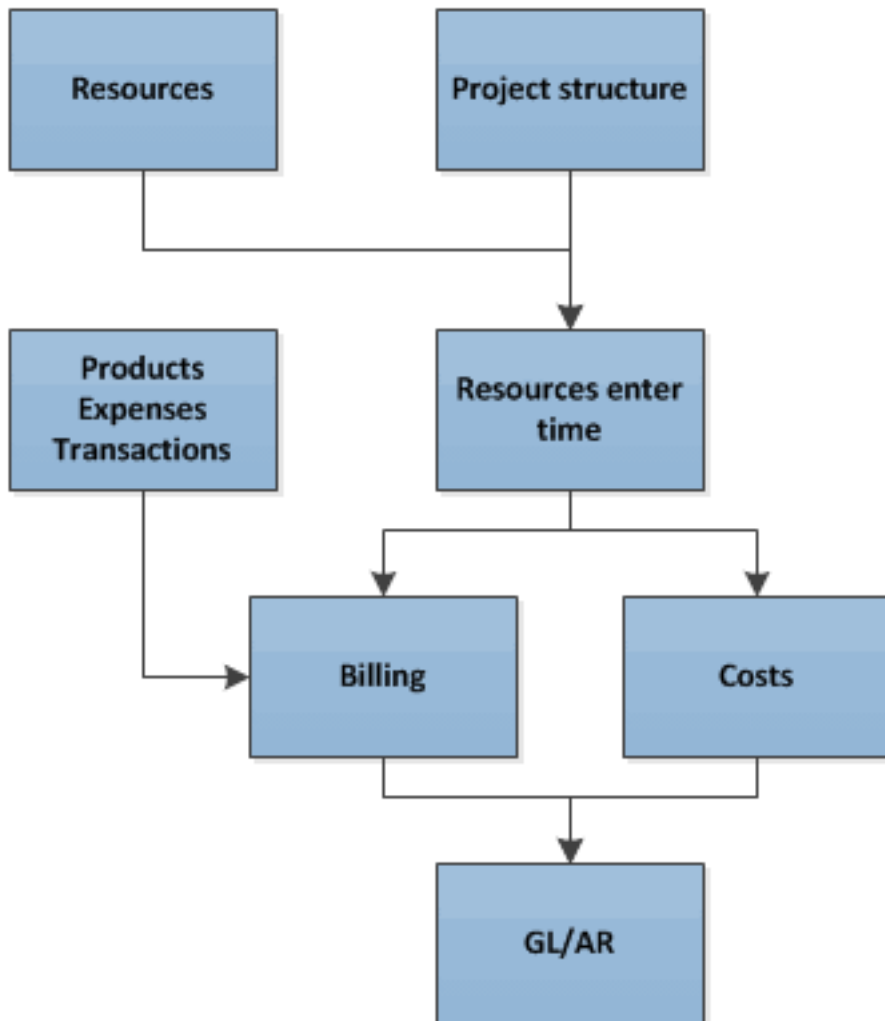 Resources
Project structure
Products
Expenses
Transactions
Resources enter
time
Billing
Costs
GL/AR